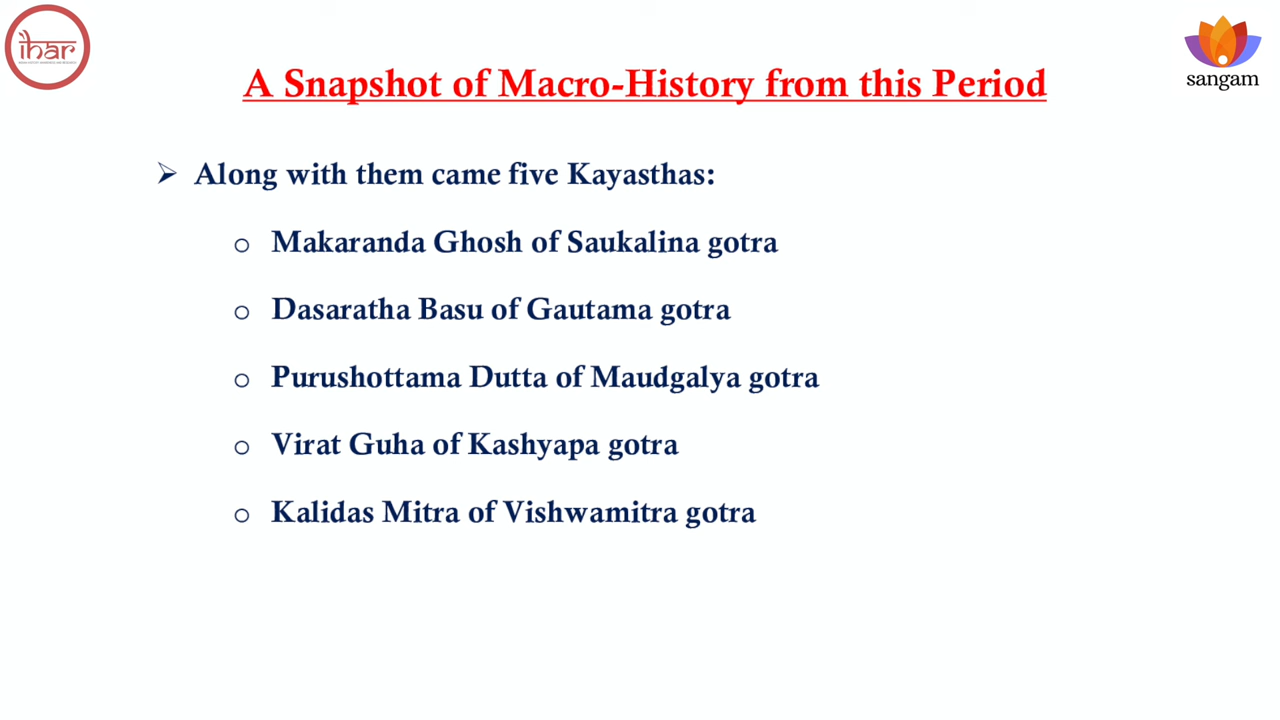 ihar
sangam
A Snapshot of Macro-History from this Period
➢ Along with them came five Kayasthas:
o Makaranda Ghosh of Saukalina gotra
o Dasaratha Basu of Gautama gotra
o Purushottama Dutta of Maudgalya gotra
o Virat Guha of Kashyapa gotra
o Kalidas Mitra of Vishwamitra gotra